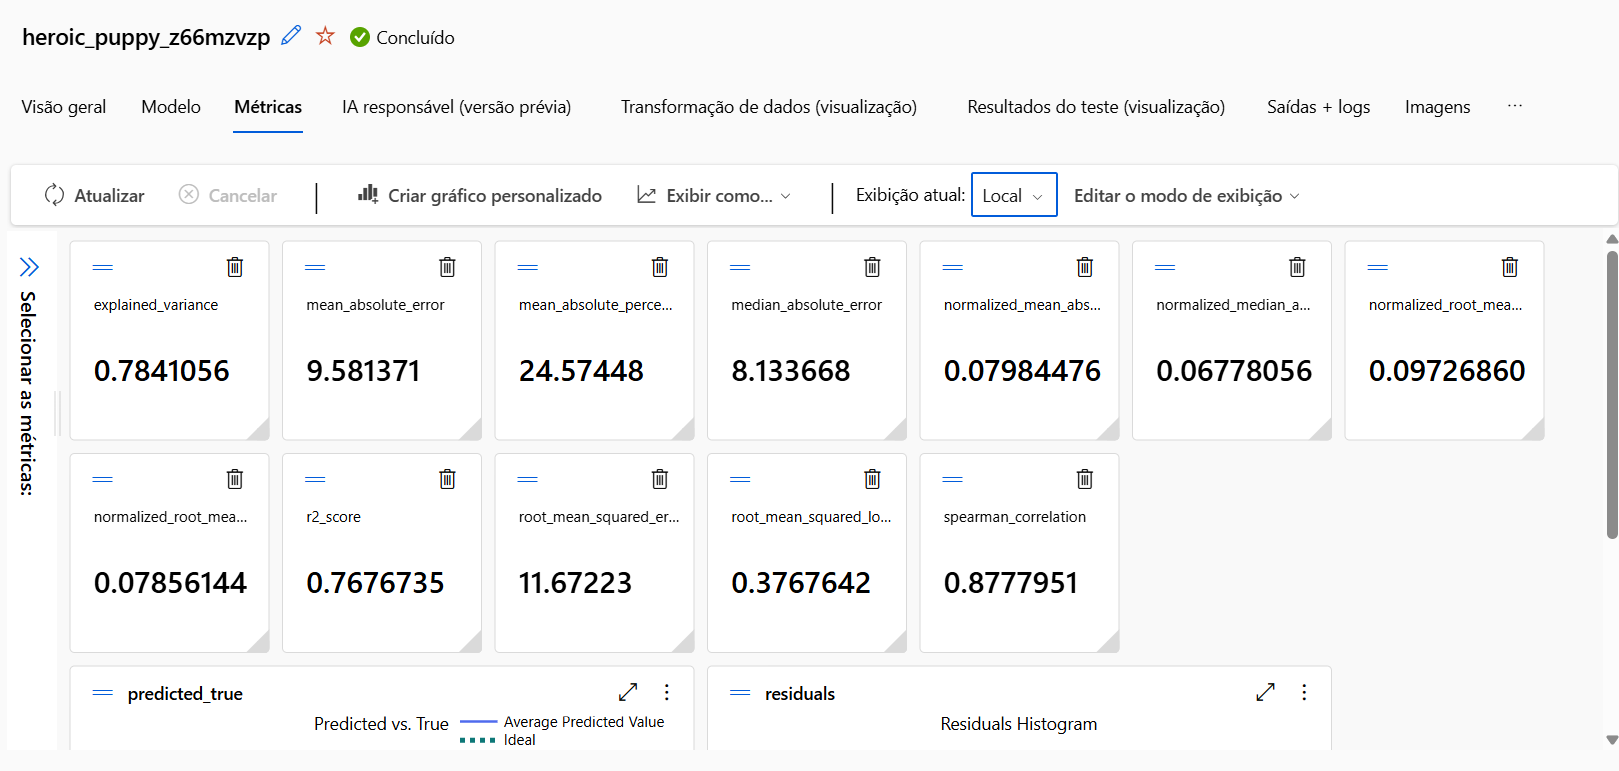 heroic_puppy_z66mzvzp Concluído
Visão geral Modelo Métricas IA responsável (versão prévia) Transformação de dados (visualização) Resultados do teste (visualização) Saídas + logs Imagens ...
Atualizar Cancelar Criar gráfico personalizado Exibir como... Exibição atual: Local Editar o modo de exibição
Selecionar as métricas:
explained_variance
0.7841056
mean_absolute_error
9.581371
mean_absolute_perce...
24.57448
median_absolute_error
8.133668
normalized_mean_abs...
0.07984476
normalized_median_a...
0.06778056
normalized_root_mea...
0.09726860
normalized_root_mea...
0.07856144
r2_score
0.7676735
root_mean_squared_er...
11.67223
root_mean_squared_lo...
0.3767642
spearman_correlation
0.8777951
predicted_true
Predicted vs. True
Average Predicted Value
Ideal
residuals
Residuals Histogram